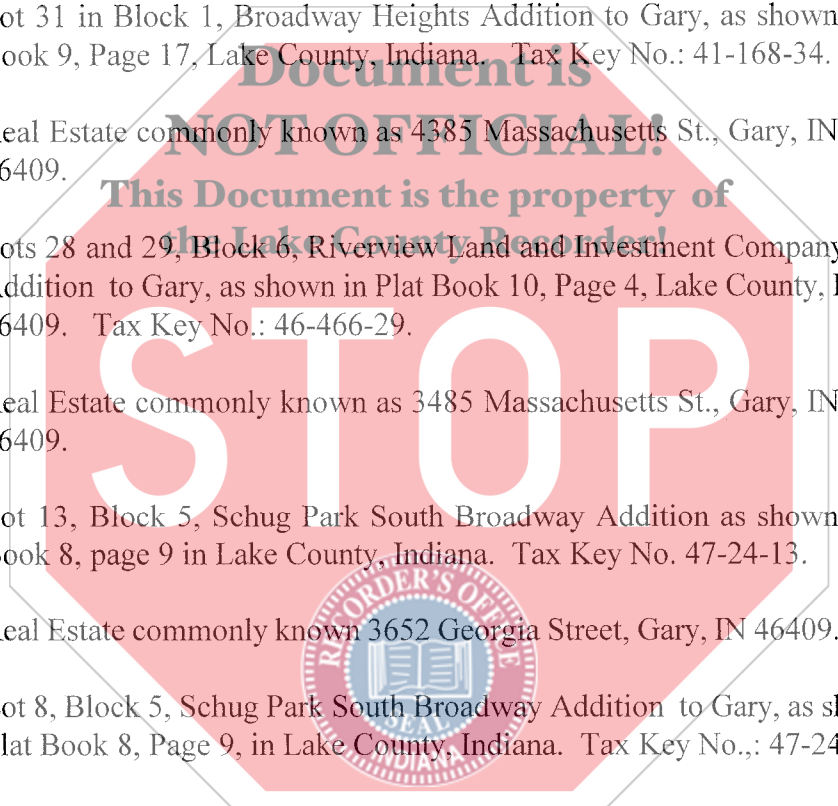 ot 31 in Block 1, Broadway Heights Addition to Gary, as shown
ook 9, Page 17, Lake County, Indiana. Tax Key No.: 41-168-34.
Document is
eal Estate commonly known as 4385 Massachusetts St., Gary, IN
NOT OFFICIAL!
6409.
This Document is the property of
the Lake County Recorder!
ots 28 and 29, Block 6, Riverview Land and Investment Company
ddition to Gary, as shown in Plat Book 10, Page 4, Lake County,
6409. Tax Key No.: 46-466-29.
STOP
eal Estate commonly known as 3485 Massachusetts St., Gary, IN
6409.
ot 13, Block 5, Schug Park South Broadway Addition as shown
ook 8, page 9 in Lake County, Indiana. Tax Key No. 47-24-13.
RECORDER'S OFFICE
eal Estate commonly known 3652 Georgia Street, Gary, IN 46409.
ot 8, Block 5, Schug Park South Broadway Addition to Gary, as s
SEAL
lat Book 8, Page 9, in Lake County, Indiana. Tax Key No.,: 47-24
INDIANA